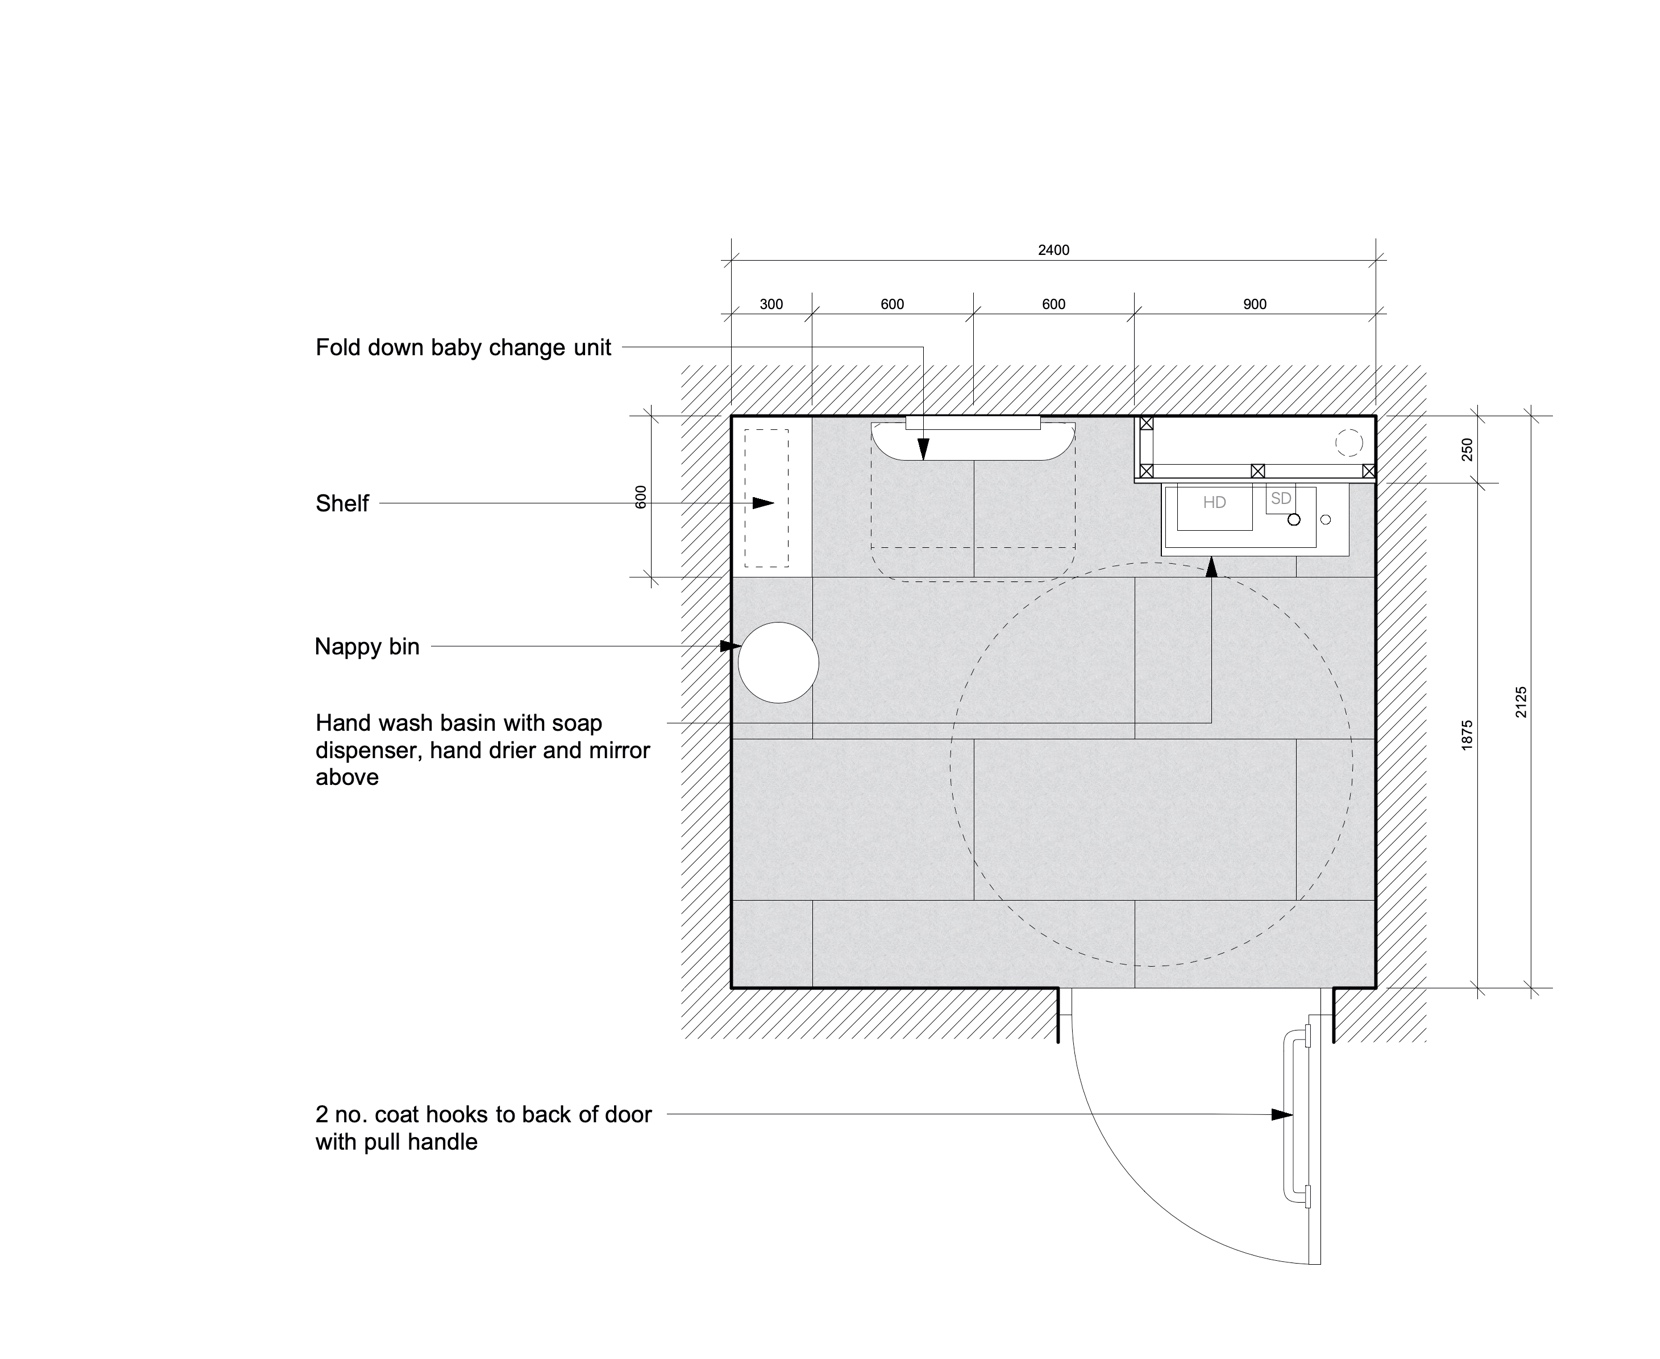 2400
300
600
600
900
Fold down baby change unit
250
Shelf
600
HD
SD
Nappy bin
2125
1875
Hand wash basin with soap
dispenser, hand drier and mirror
above
2 no. coat hooks to back of door
with pull handle